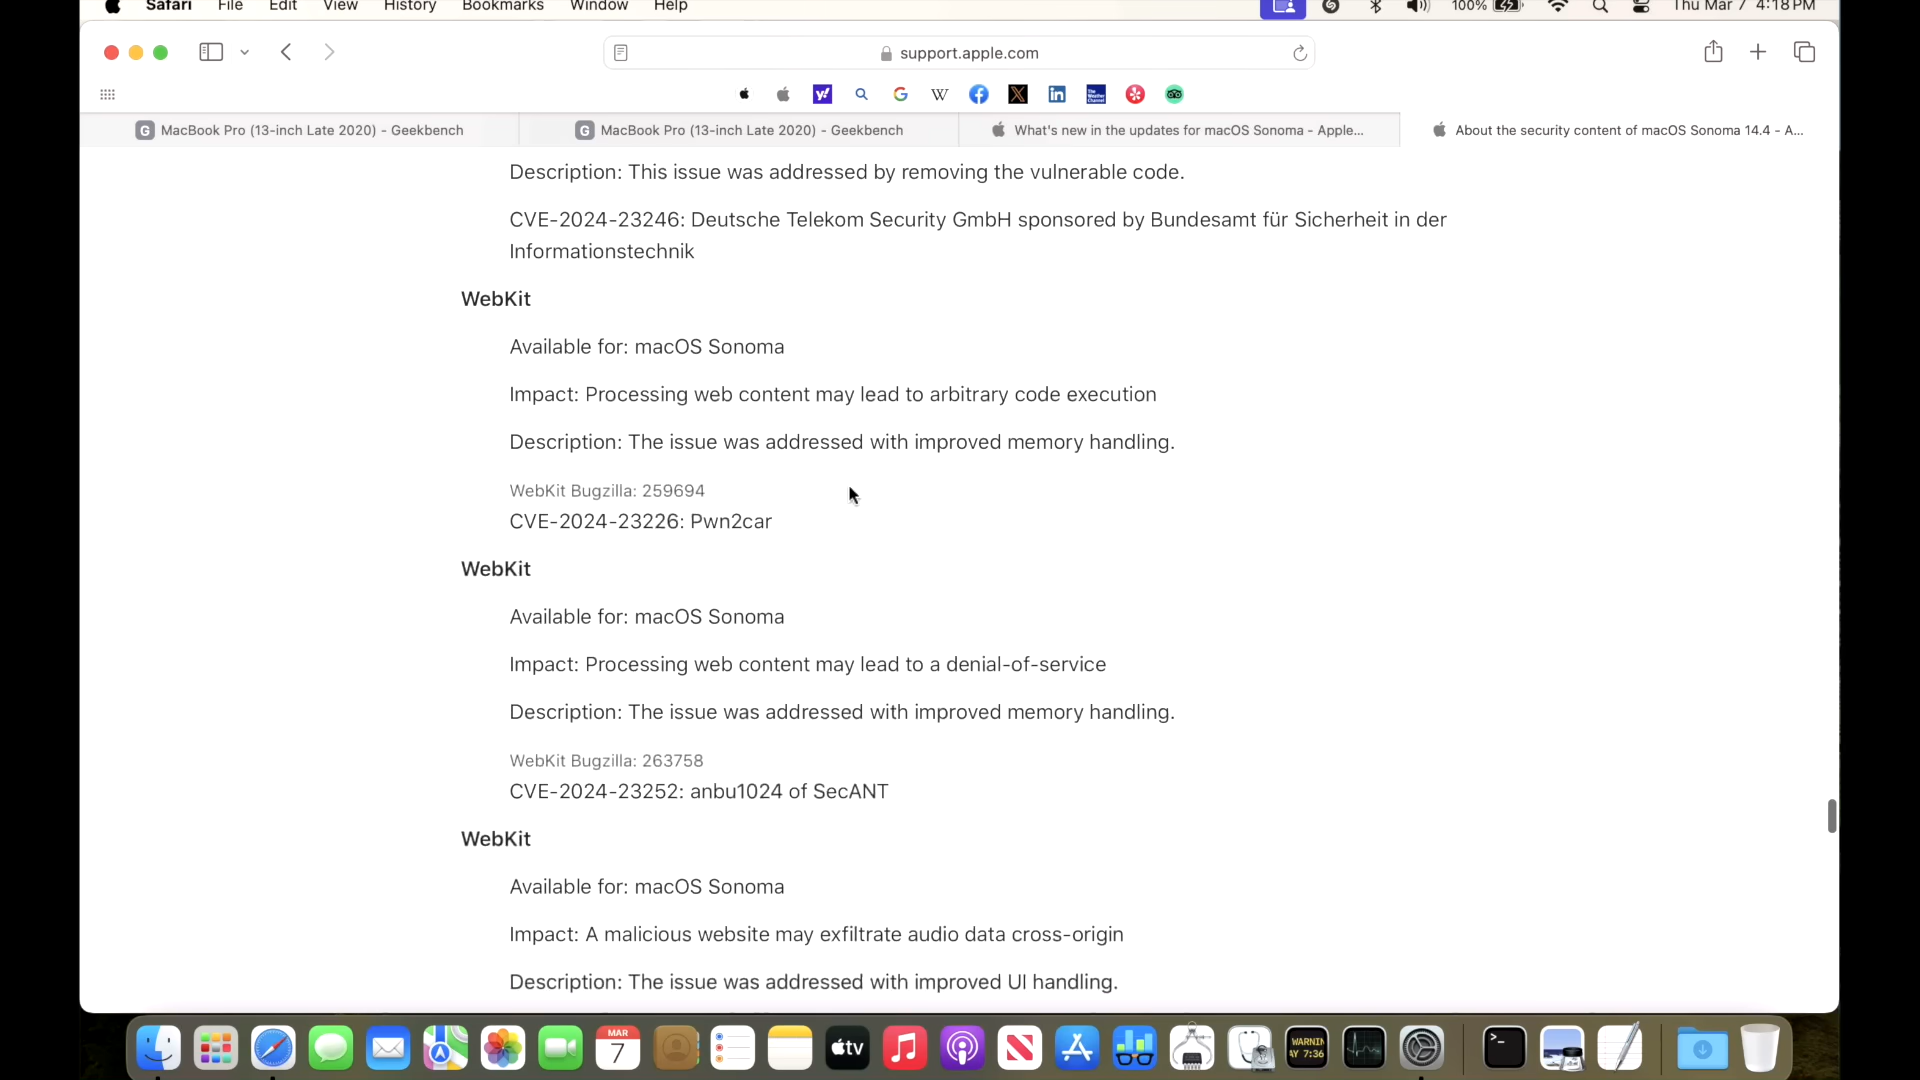 Safari File Edit View History Bookmarks Window Help 100% Thu Mar 7 4:18 PM
support.apple.com
y! G W X in The Weather Channel
G MacBook Pro (13-inch Late 2020) - Geekbench G MacBook Pro (13-inch Late 2020) - Geekbench What's new in the updates for macOS Sonoma - Apple... About the security content of macOS Sonoma 14.4 - A...
Description: This issue was addressed by removing the vulnerable code.
CVE-2024-23246: Deutsche Telekom Security GmbH sponsored by Bundesamt für Sicherheit in der
Informationstechnik
WebKit
Available for: macOS Sonoma
Impact: Processing web content may lead to arbitrary code execution
Description: The issue was addressed with improved memory handling.
WebKit Bugzilla: 259694
CVE-2024-23226: Pwn2car
WebKit
Available for: macOS Sonoma
Impact: Processing web content may lead to a denial-of-service
Description: The issue was addressed with improved memory handling.
WebKit Bugzilla: 263758
CVE-2024-23252: anbu1024 of SecANT
WebKit
Available for: macOS Sonoma
Impact: A malicious website may exfiltrate audio data cross-origin
Description: The issue was addressed with improved UI handling.
MAR
7
tv
WARNIN
AY 7:36
>_